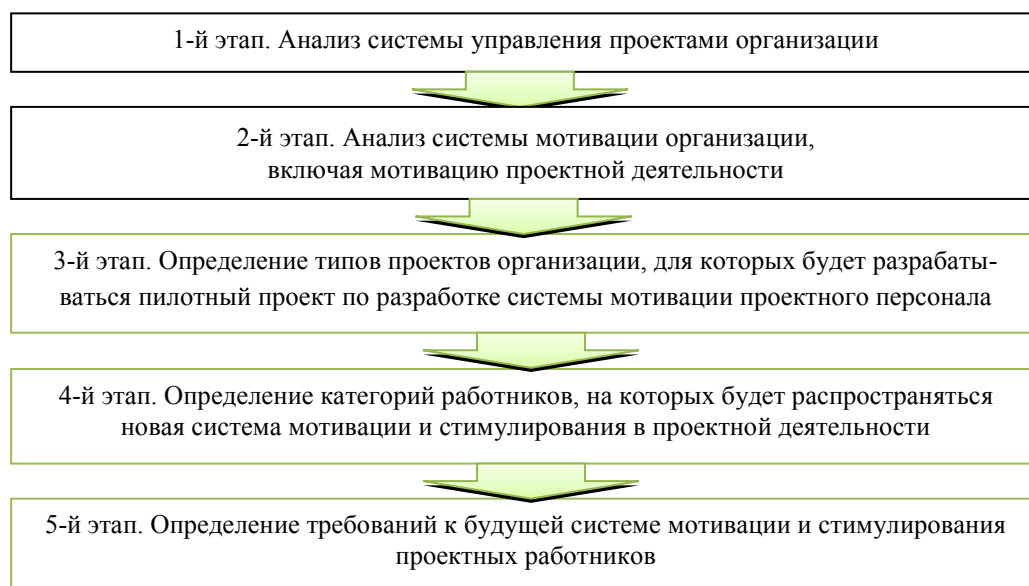 1-й этап. Анализ системы управления проектами организации
2-й этап. Анализ системы мотивации организации,
включая мотивацию проектной деятельности
3-й этап. Определение типов проектов организации, для которых будет разрабаты-
ваться пилотный проект по разработке системы мотивации проектного персонала
4-й этап. Определение категорий работников, на которых будет распространяться
новая система мотивации и стимулирования в проектной деятельности
5-й этап. Определение требований к будущей системе мотивации и стимулирования
проектных работников